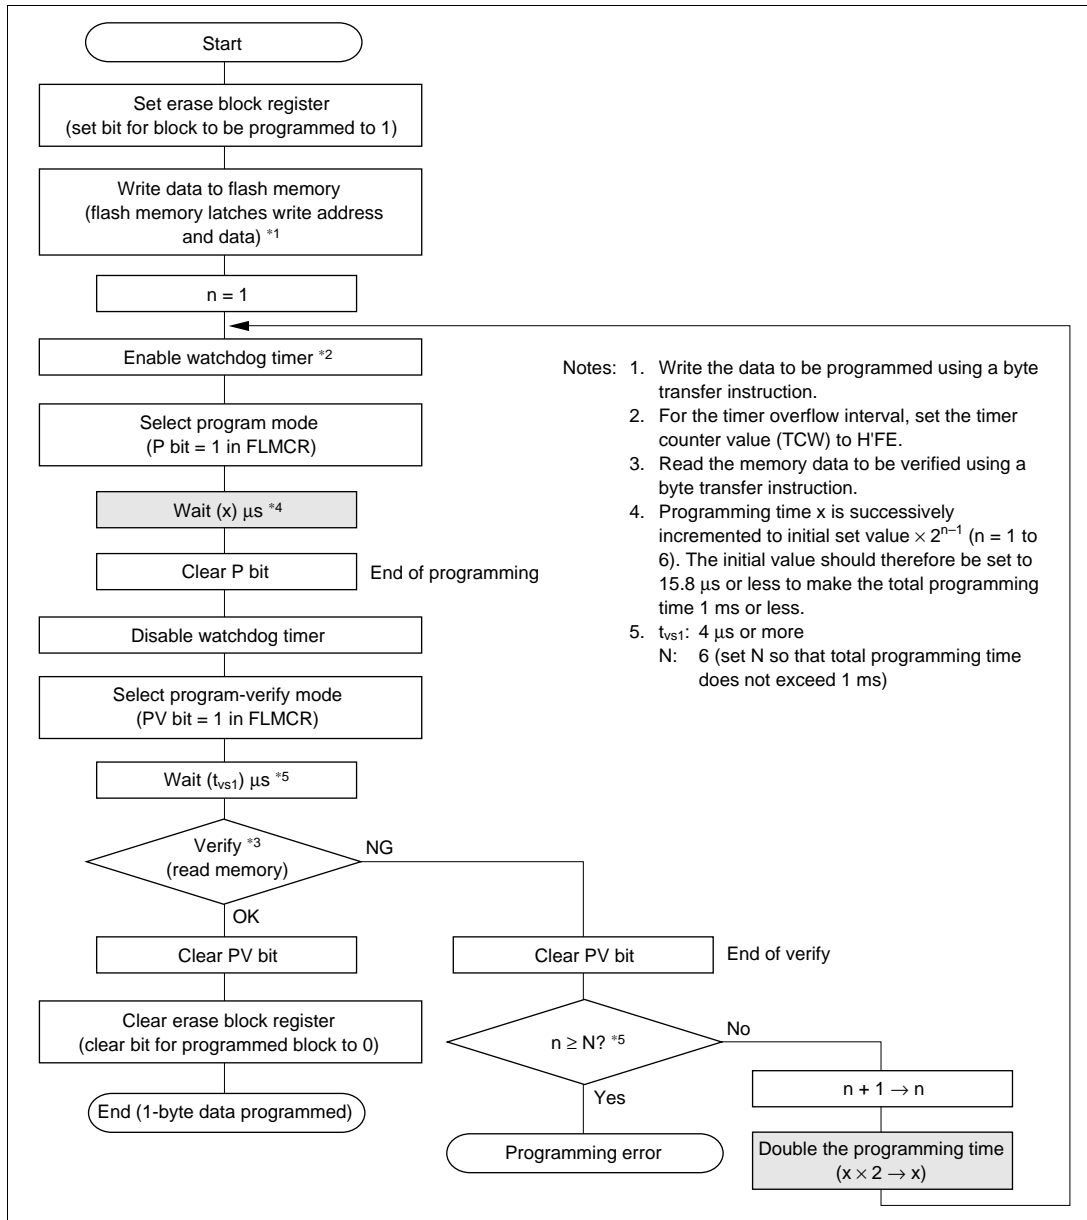 Start
Set erase block register
(set bit for block to be programmed to 1)
Write data to flash memory
(flash memory latches write address
and data) *1
n = 1
Enable watchdog timer *2
Select program mode
(P bit = 1 in FLMCR)
Wait (x) μs *4
Clear P bit
End of programming
Disable watchdog timer
Select program-verify mode
(PV bit = 1 in FLMCR)
Wait (tvs1) μs *5
Verify *3
(read memory)
NG
OK
Clear PV bit
Clear erase block register
(clear bit for programmed block to 0)
End (1-byte data programmed)
Clear PV bit
End of verify
n ≥ N? *5
No
Yes
Programming error
n + 1 → n
Double the programming time
(x × 2 → x)
Notes: 1. Write the data to be programmed using a byte
transfer instruction.
2. For the timer overflow interval, set the timer
counter value (TCW) to H'FE.
3. Read the memory data to be verified using a
byte transfer instruction.
4. Programming time x is successively
incremented to initial set value × 2n–1 (n = 1 to
6). The initial value should therefore be set to
15.8 μs or less to make the total programming
time 1 ms or less.
5. tvs1: 4 μs or more
N: 6 (set N so that total programming time
does not exceed 1 ms)